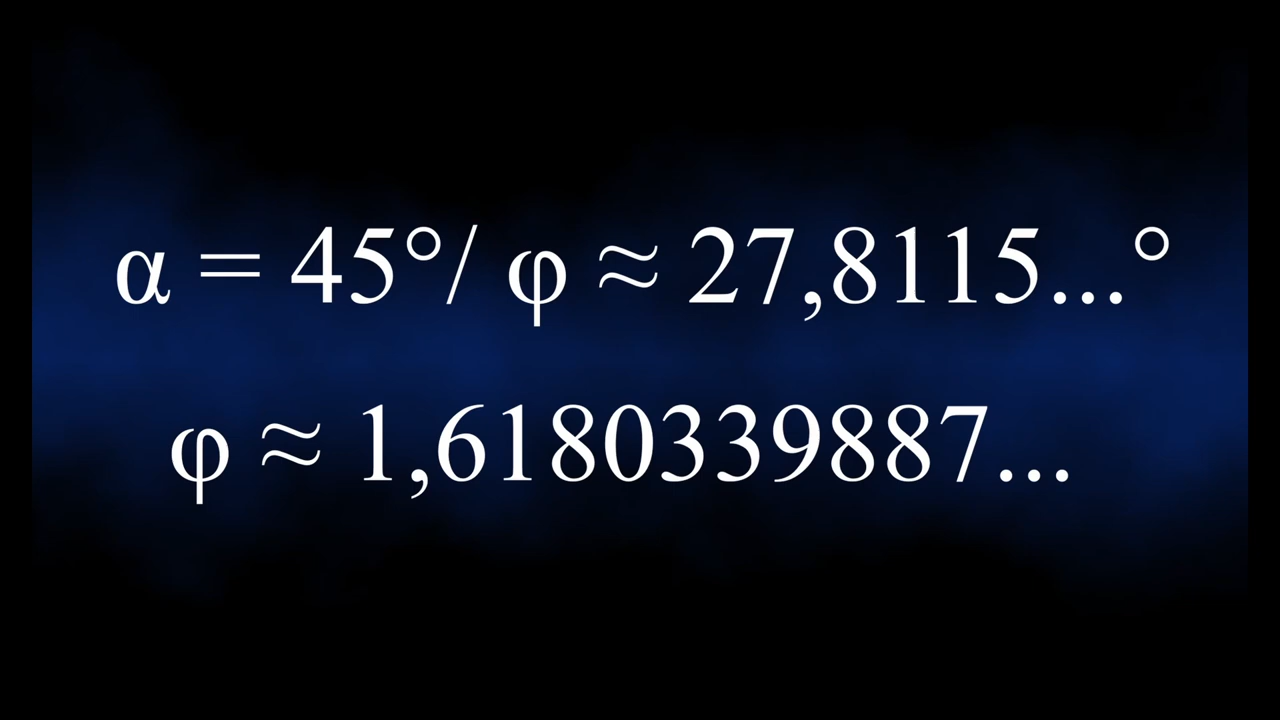 α = 45°/ φ ≈ 27,8115...°
φ ≈ 1,6180339887...